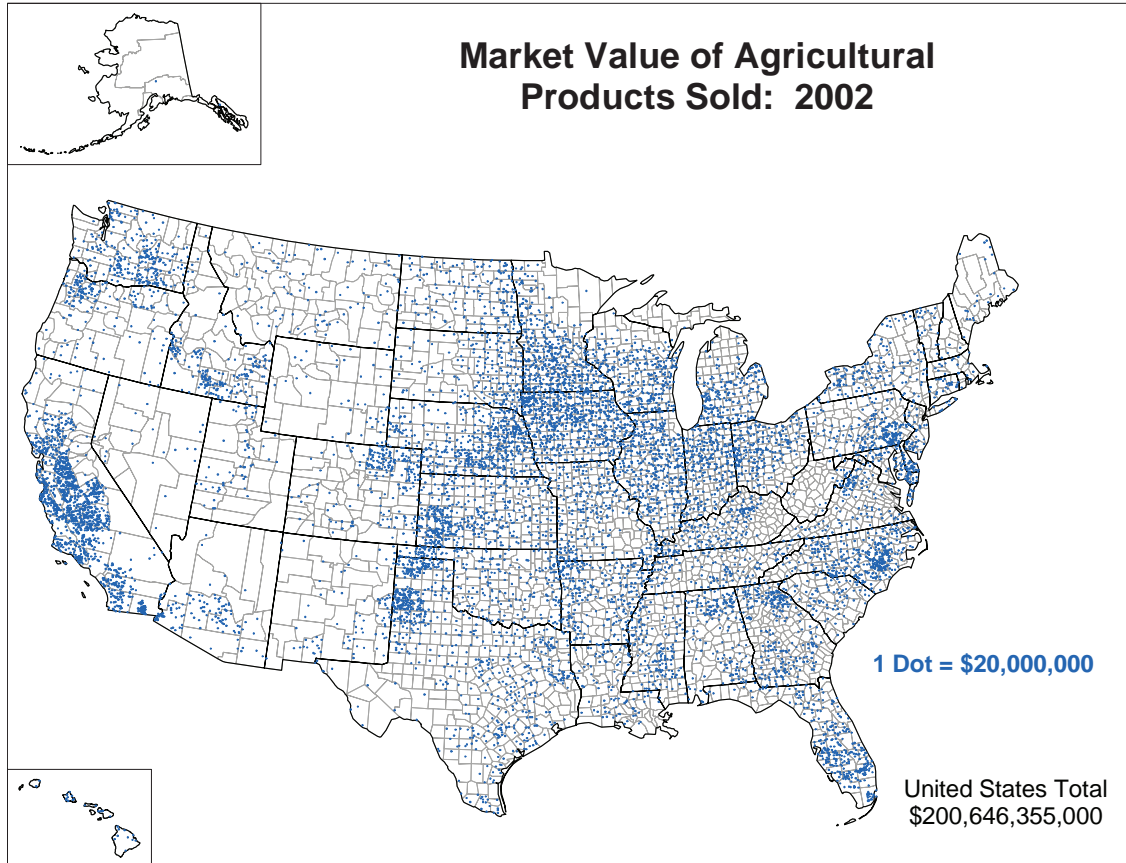 Market Value of Agricultural
Products Sold: 2002
1 Dot = $20,000,000
United States Total
$200,646,355,000